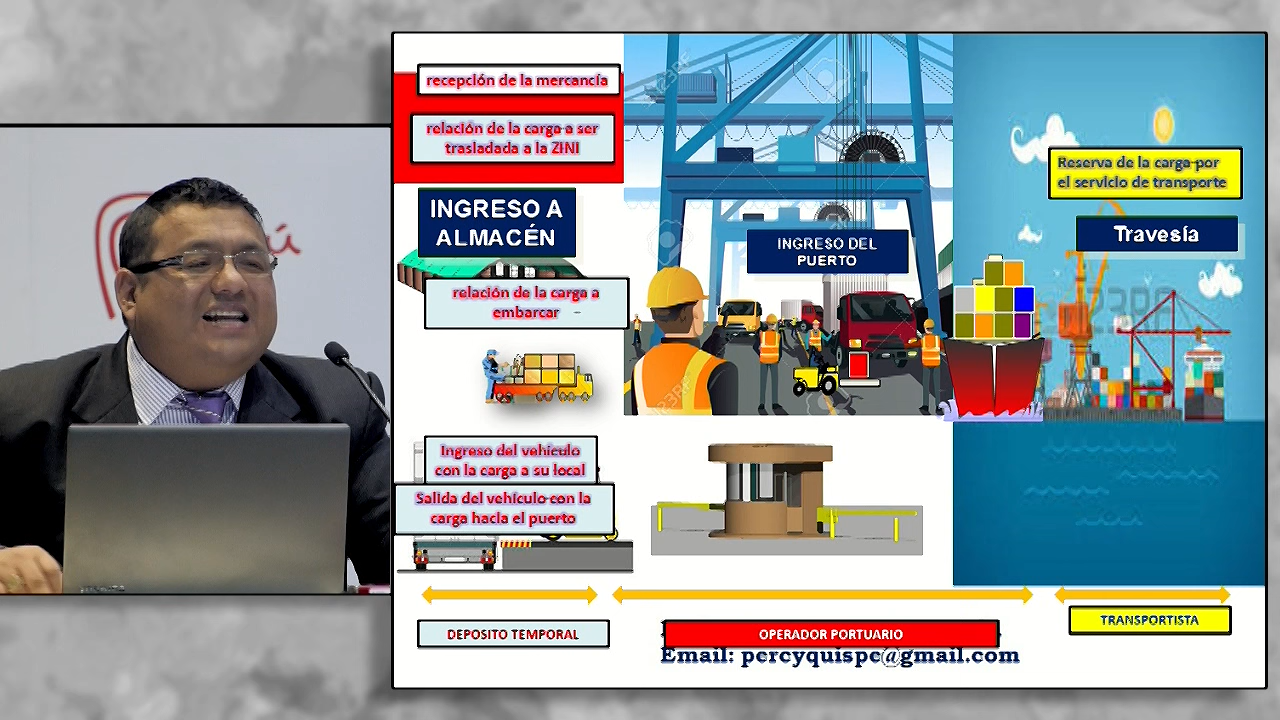 recepción de la mercancía
relación de la carga a ser
trasladada a la ZINI
INGRESO A
ALMACÉN
relación de la carga a
embarcar
Ingreso del vehículo
con la carga a su local
Salida del vehículo con la
carga hacia el puerto
INGRESO DEL
PUERTO
Reserva de la carga por
el servicio de transporte
Travesía
DEPOSITO TEMPORAL
OPERADOR PORTUARIO
TRANSPORTISTA
Email: percyquispe@gmail.com